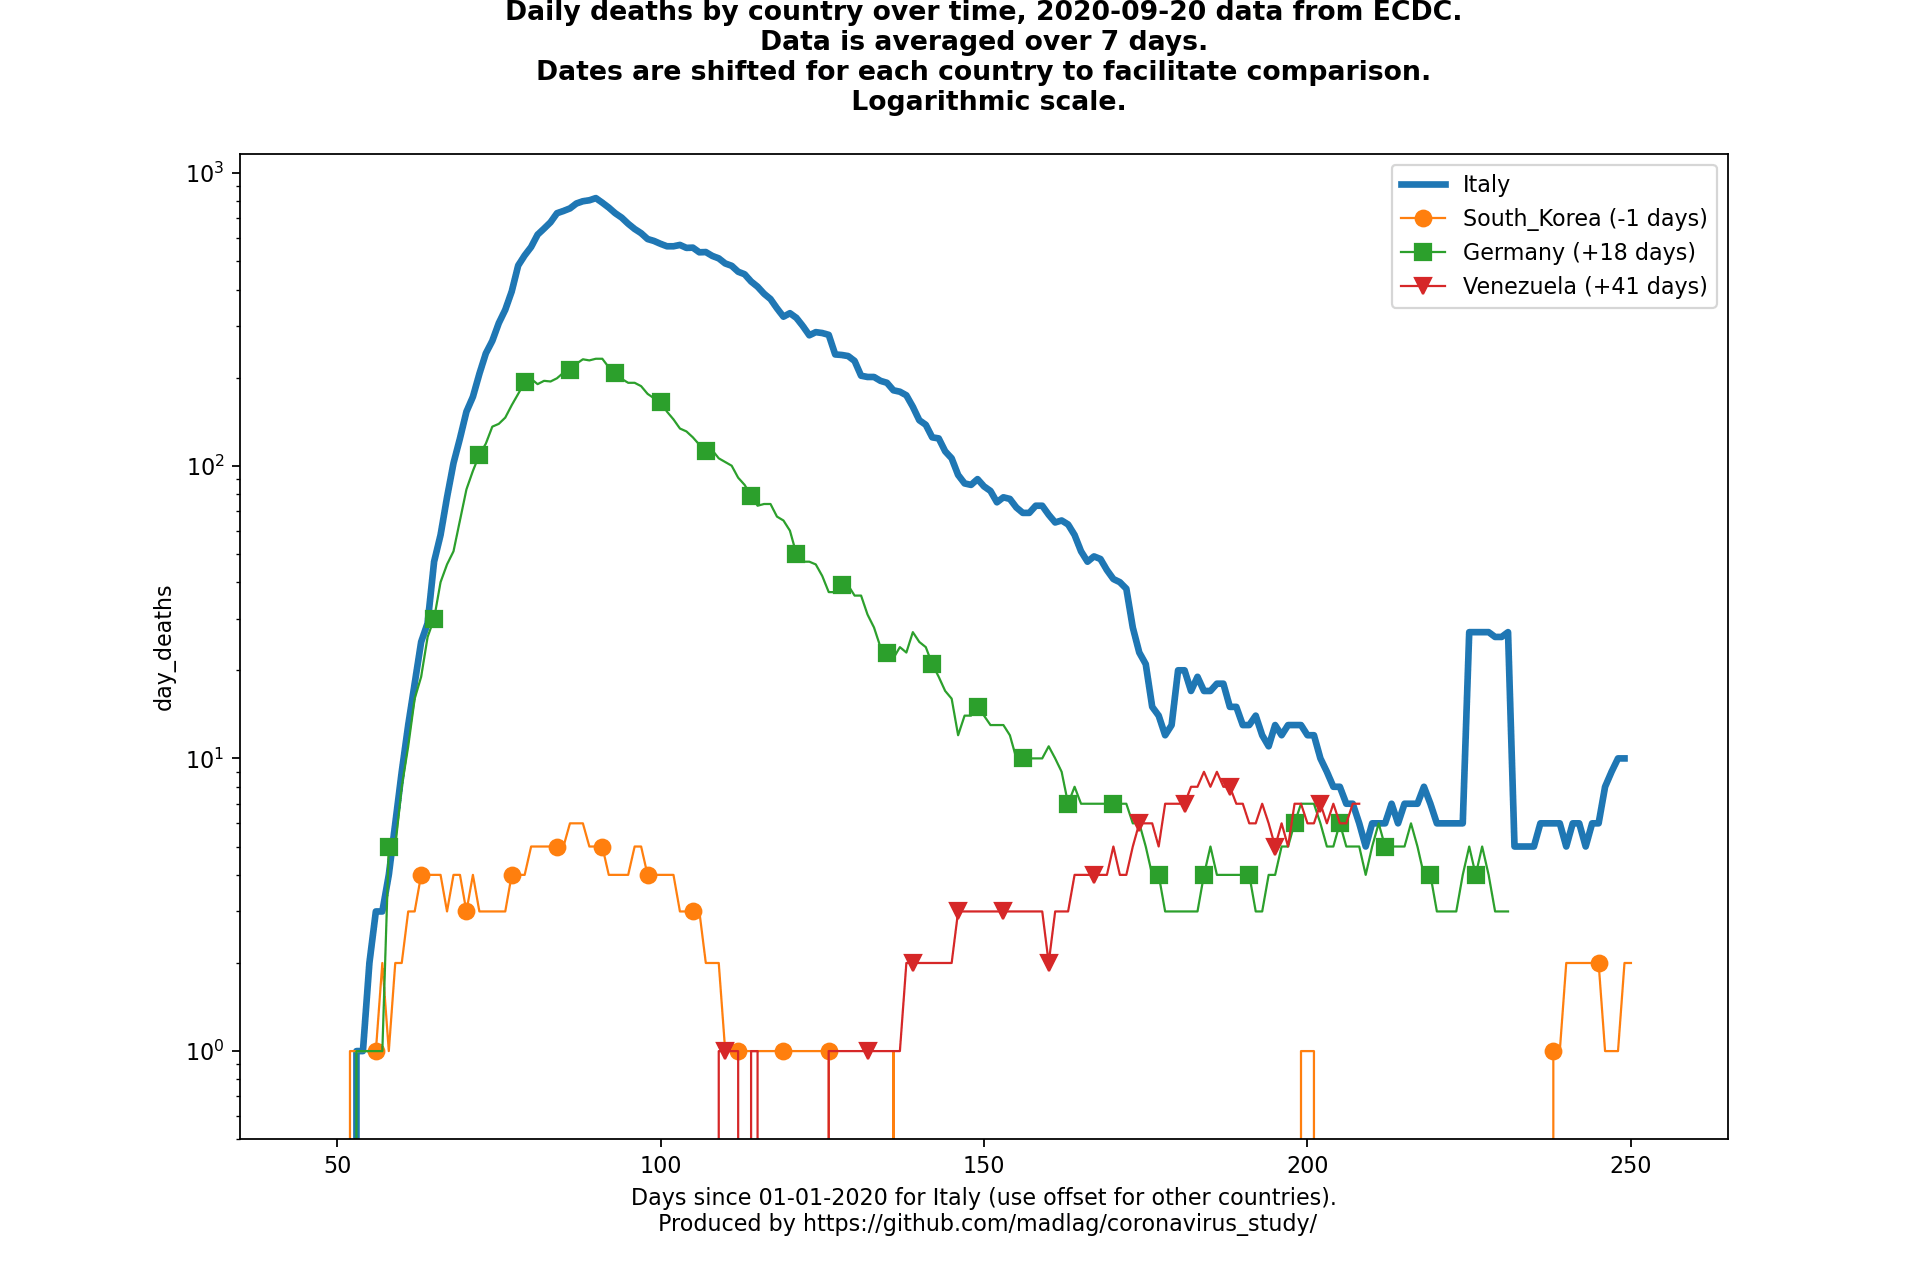 Daily deaths by country over time, 2020-09-20 data from ECDC.
Data is averaged over 7 days.
Dates are shifted for each country to facilitate comparison.
Logarithmic scale.
10³
10²
10¹
10⁰
day_deaths
Italy
South_Korea (-1 days)
Germany (+18 days)
Venezuela (+41 days)
50 100 150 200 250
Days since 01-01-2020 for Italy (use offset for other countries).
Produced by https://github.com/madlag/coronavirus_study/